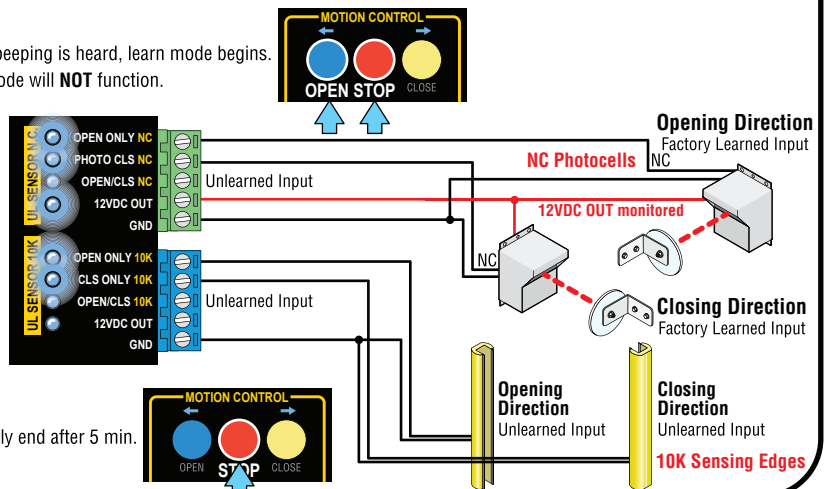 MOTION CONTROL
OPEN STOP CLOSE
peeping is heard, learn mode begins.
ode will NOT function.
UL SENSOR N.C.
OPEN ONLY NC
PHOTO CLS NC
OPEN/CLS NC
12VDC OUT
GND
Unlearned Input
NC Photocells
NC
12VDC OUT monitored
Opening Direction
Factory Learned Input
NC
UL SENSOR 10K
OPEN ONLY 10K
CLS ONLY 10K
OPEN/CLS 10K
12VDC OUT
GND
Unlearned Input
Closing Direction
Factory Learned Input
Opening
Direction
Unlearned Input
Closing
Direction
Unlearned Input
10K Sensing Edges
MOTION CONTROL
OPEN STOP CLOSE
ly end after 5 min.